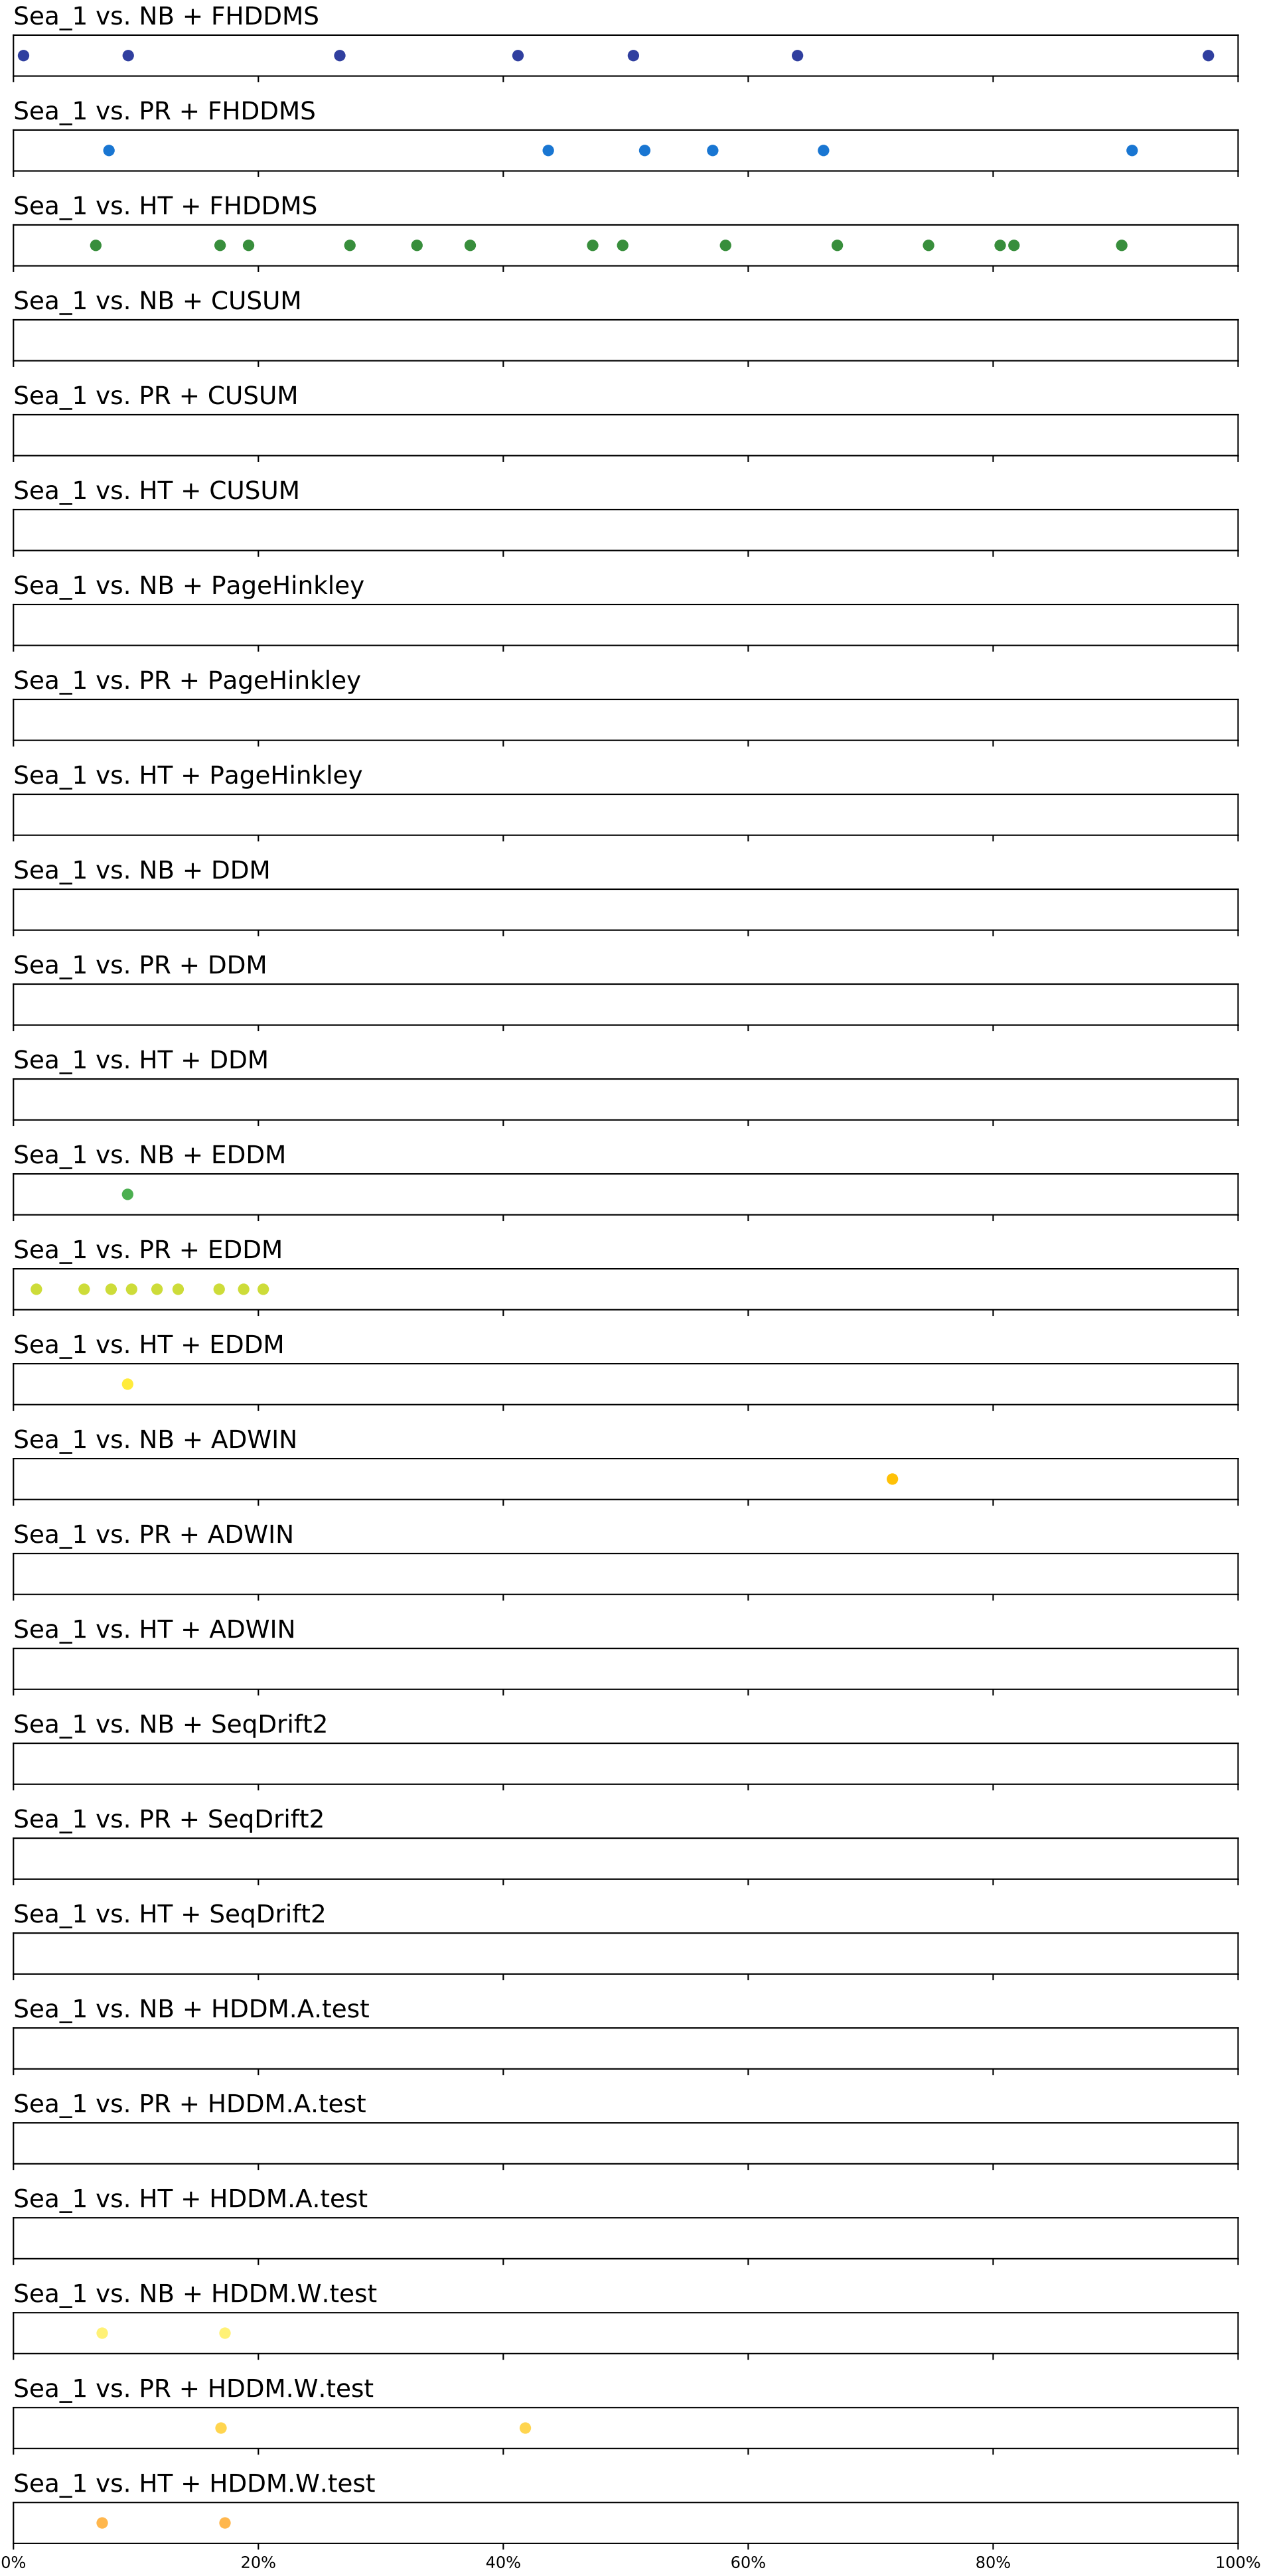 Sea_1 vs. NB + FHDDMS
Sea_1 vs. PR + FHDDMS
Sea_1 vs. HT + FHDDMS
Sea_1 vs. NB + CUSUM
Sea_1 vs. PR + CUSUM
Sea_1 vs. HT + CUSUM
Sea_1 vs. NB + PageHinkley
Sea_1 vs. PR + PageHinkley
Sea_1 vs. HT + PageHinkley
Sea_1 vs. NB + DDM
Sea_1 vs. PR + DDM
Sea_1 vs. HT + DDM
Sea_1 vs. NB + EDDM
Sea_1 vs. PR + EDDM
Sea_1 vs. HT + EDDM
Sea_1 vs. NB + ADWIN
Sea_1 vs. PR + ADWIN
Sea_1 vs. HT + ADWIN
Sea_1 vs. NB + SeqDrift2
Sea_1 vs. PR + SeqDrift2
Sea_1 vs. HT + SeqDrift2
Sea_1 vs. NB + HDDM.A.test
Sea_1 vs. PR + HDDM.A.test
Sea_1 vs. HT + HDDM.A.test
Sea_1 vs. NB + HDDM.W.test
Sea_1 vs. PR + HDDM.W.test
Sea_1 vs. HT + HDDM.W.test
0% 20% 40% 60% 80% 100%